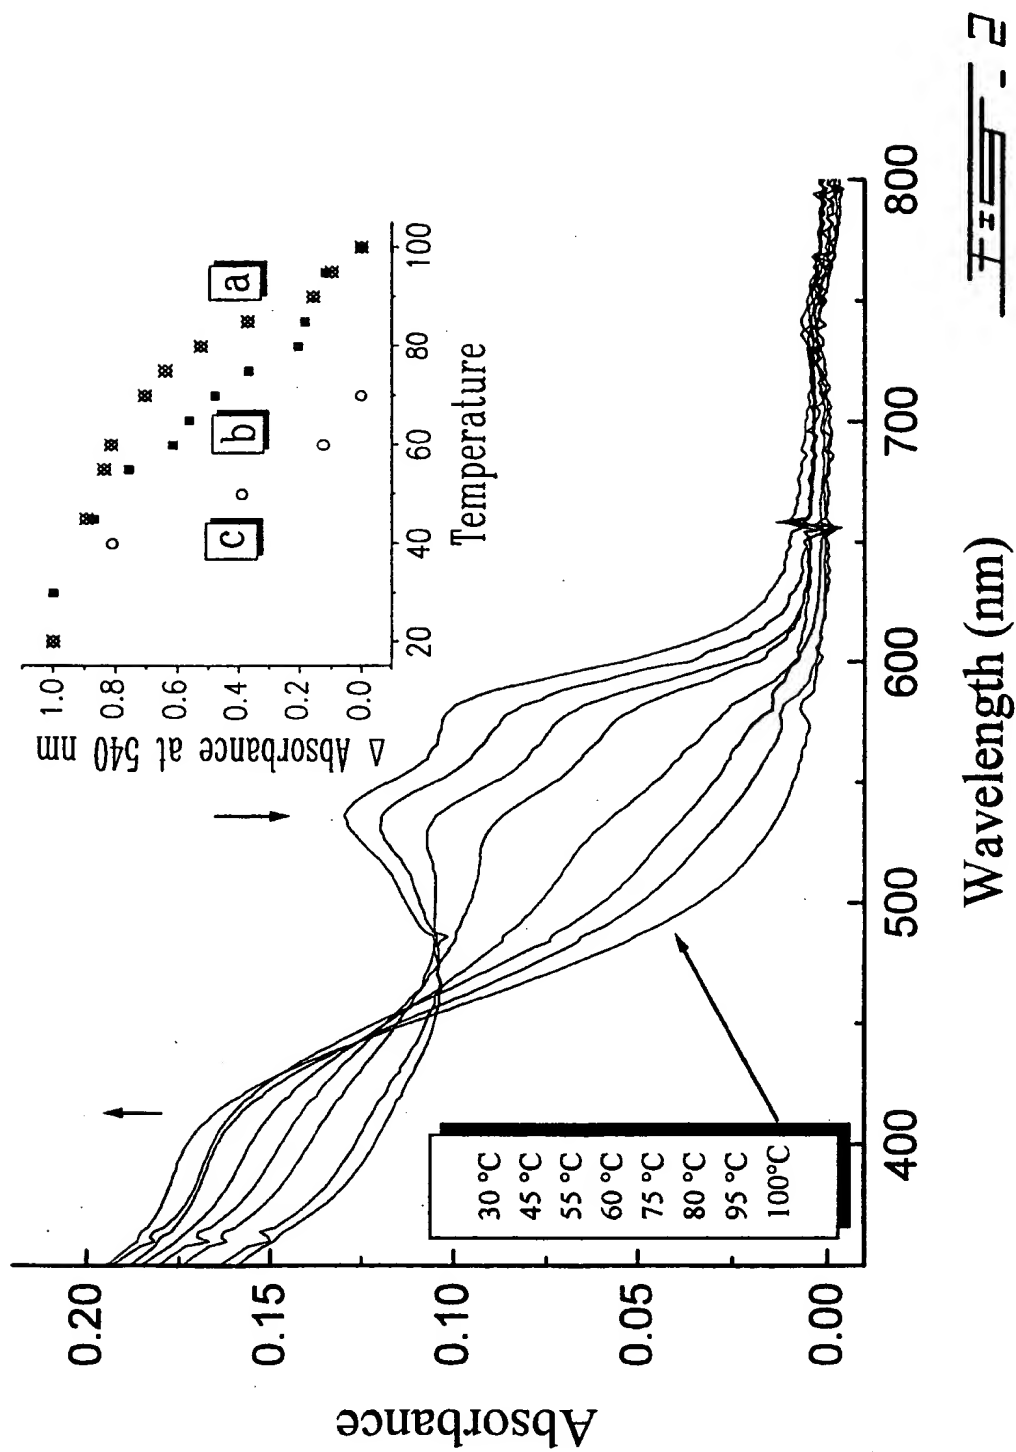 Absorbance
0.20
0.15
0.10
0.05
0.00
400
500
600
700
800
Wavelength (nm)
30 °C
45 °C
55 °C
60 °C
75 °C
80 °C
95 °C
100°C
Δ Absorbance at 540 nm
1.0
0.8
0.6
0.4
0.2
0.0
20
40
60
80
100
Temperature
a
b
c
FIG - 2